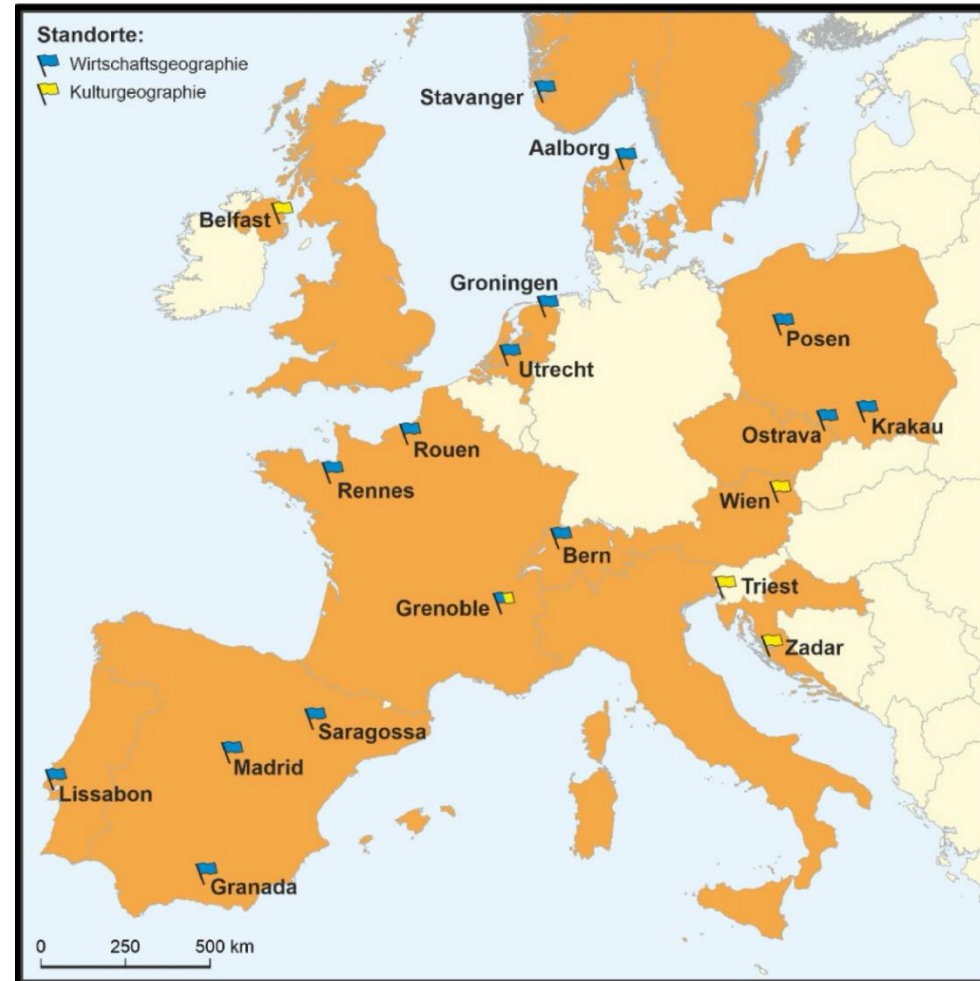 Standorte:
Wirtschaftsgeographie
Kulturgeographie
Stavanger
Aalborg
Belfast
Groningen
Posen
Utrecht
Krakau
Ostrava
Rouen
Rennes
Wien
Bern
Triest
Grenoble
Zadar
Saragossa
Madrid
Lissabon
Granada
0 250 500 km